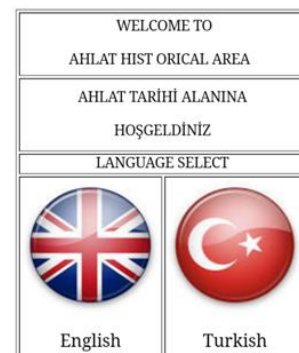 WELCOME TO
AHLAT HIST ORICAL AREA
AHLAT TARİHİ ALANINA
HOŞGELDİNİZ
LANGUAGE SELECT
English
Turkish